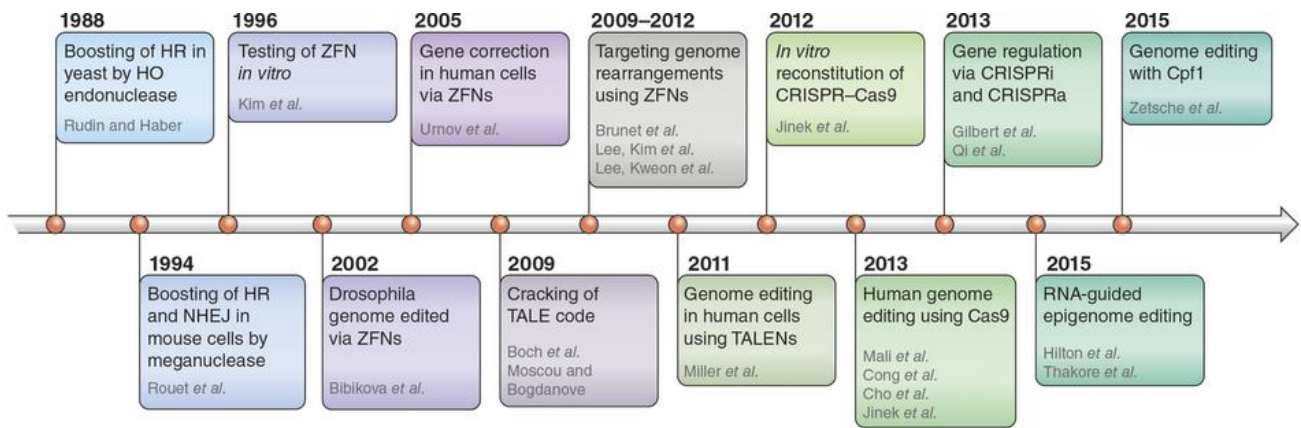 1988
Boosting of HR in
yeast by HO
endonuclease
Rudin and Haber
1996
Testing of ZFN
in vitro
Kim et al.
2005
Gene correction
in human cells
via ZFNs
Urnov et al.
2009–2012
Targeting genome
rearrangements
using ZFNs
Brunet et al.
Lee, Kim et al.
Lee, Kweon et al.
2012
In vitro
reconstitution of
CRISPR–Cas9
Jinek et al.
2013
Gene regulation
via CRISPRi
and CRISPRa
Gilbert et al.
Qi et al.
2015
Genome editing
with Cpf1
Zetsche et al.
1994
Boosting of HR
and NHEJ in
mouse cells by
meganuclease
Rouet et al.
2002
Drosophila
genome edited
via ZFNs
Bibikova et al.
2009
Cracking of
TALE code
Boch et al.
Moscou and
Bogdanove
2011
Genome editing
in human cells
using TALENs
Miller et al.
2013
Human genome
editing using Cas9
Mali et al.
Cong et al.
Cho et al.
Jinek et al.
2015
RNA-guided
epigenome editing
Hilton et al.
Thakore et al.